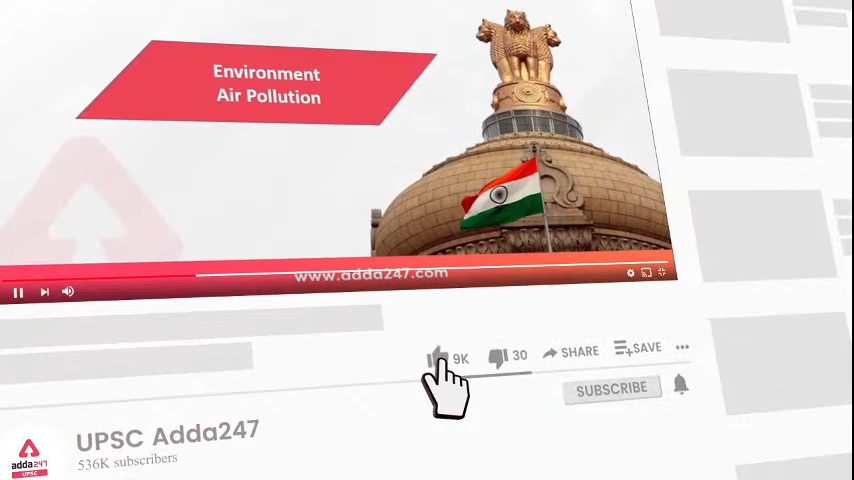 Environment
Air Pollution
www.adda247.com
9K
30
SHARE
SAVE
SUBSCRIBE
UPSC Adda247
536K subscribers
adda247
UPSC